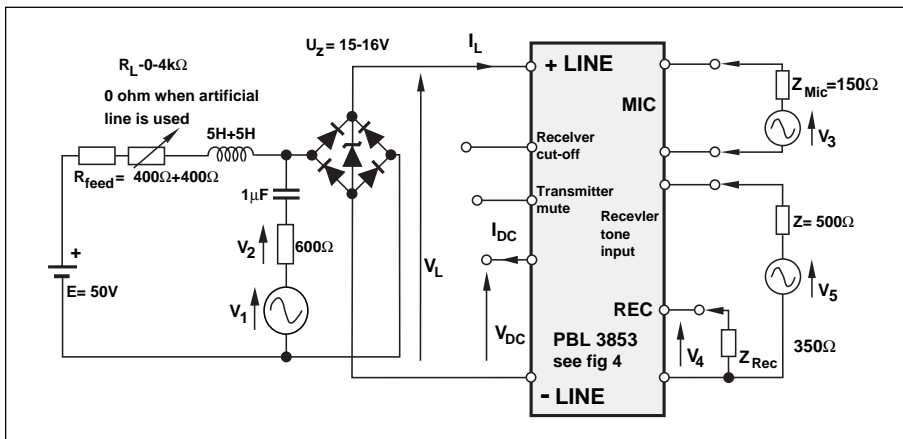 U_z = 15-16V
I_L
R_L-0-4kΩ
0 ohm when artificial
line is used
5H+5H
R_feed = 400Ω+400Ω
1µF
+
E= 50V
V_2
600Ω
V_1
V_L
+ LINE
MIC
Recelver
cut-off
Transmitter
mute
I_DC
V_DC
Recevler
tone
input
REC
PBL 3853
see fig 4
- LINE
Z_Mic=150Ω
V_3
Z= 500Ω
V_5
V_4
Z_Rec
350Ω